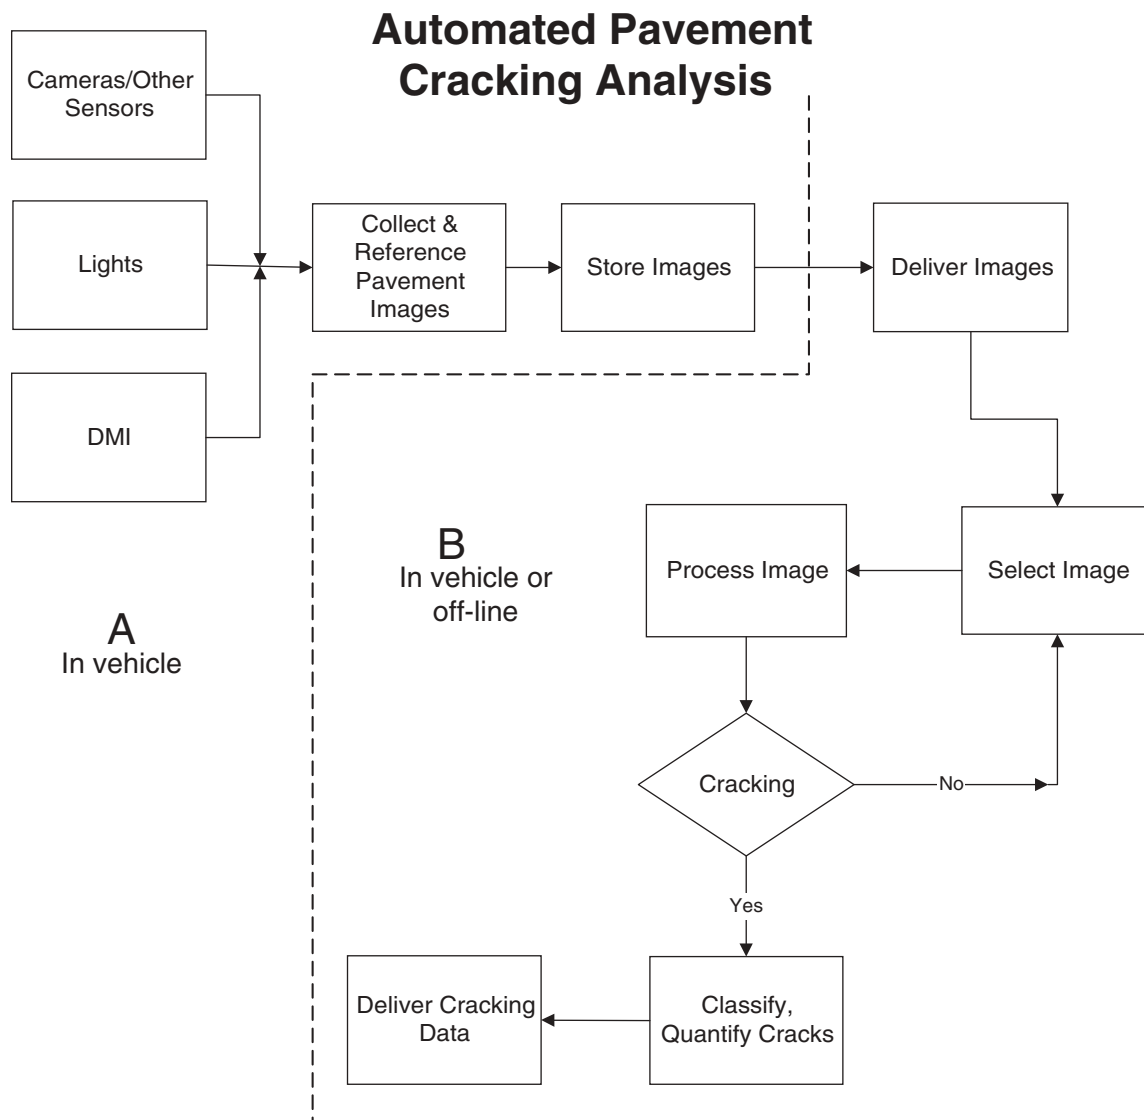 Automated Pavement
Cracking Analysis
Cameras/Other
Sensors
Lights
DMI
Collect &
Reference
Pavement
Images
Store Images
Deliver Images
A
In vehicle
B
In vehicle or
off-line
Process Image
Select Image
Cracking
No
Yes
Deliver Cracking
Data
Classify,
Quantify Cracks